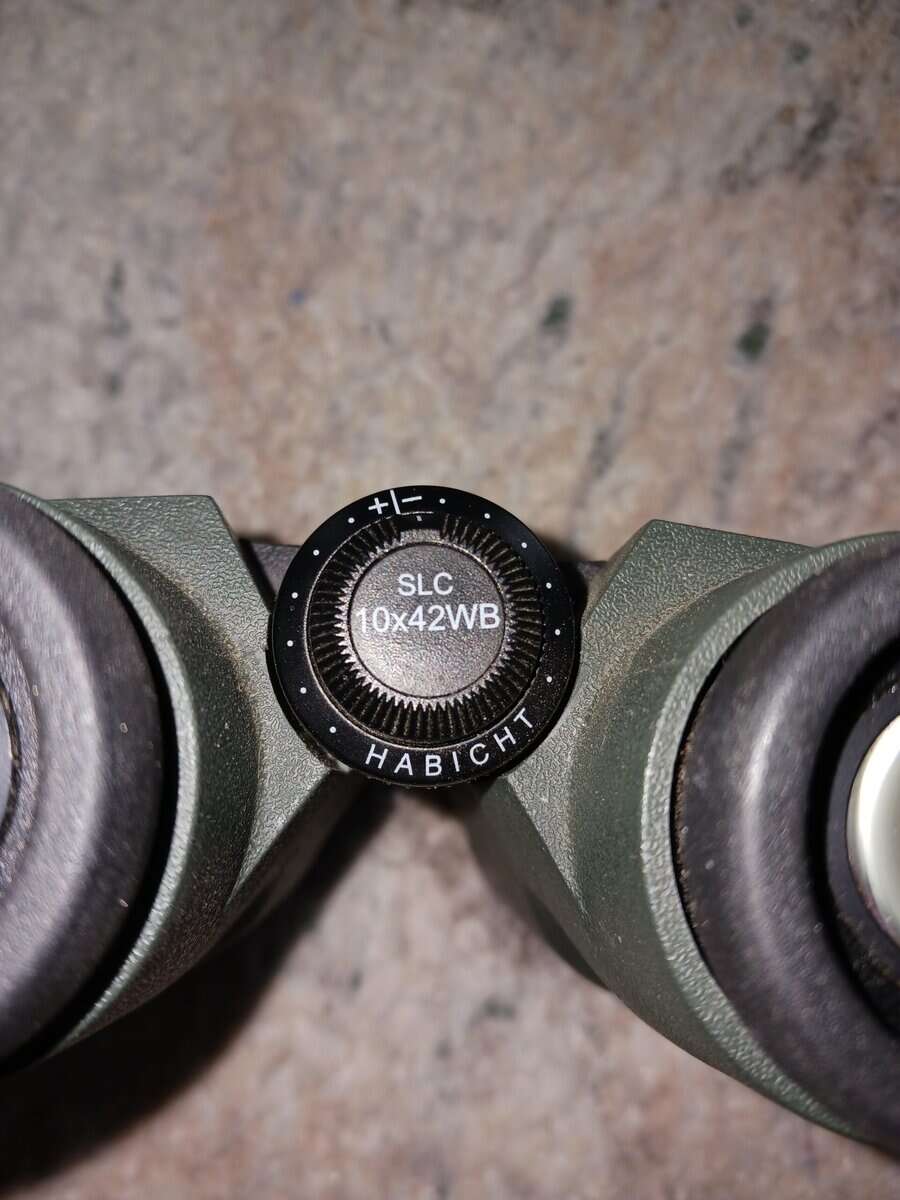 +|−
SLC
10x42WB
HABICHT